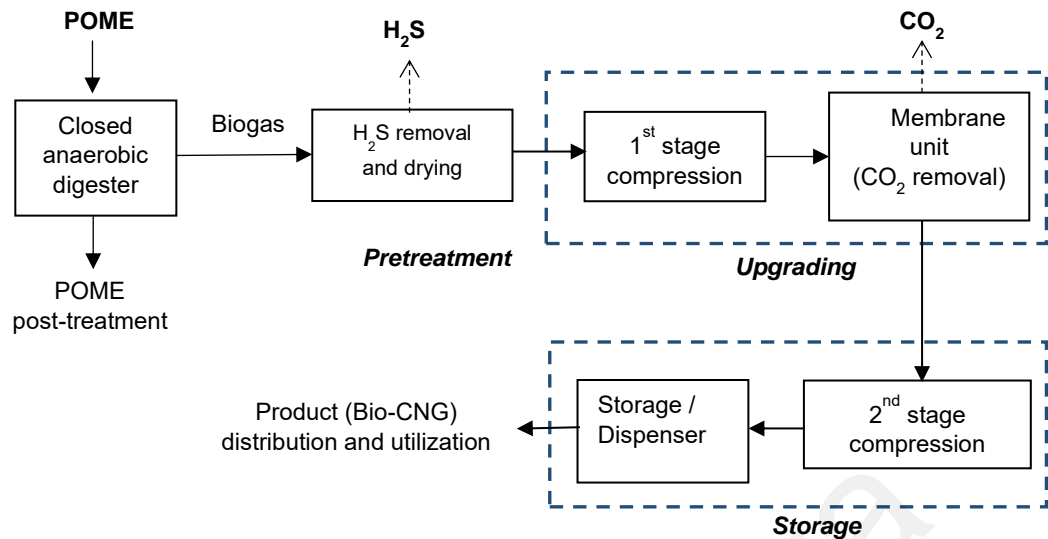 POME
H₂S
CO₂
Closed
anaerobic
digester
Biogas
H₂S removal
and drying
1st stage
compression
Membrane
unit
(CO₂ removal)
Pretreatment
Upgrading
POME
post-treatment
Product (Bio-CNG)
distribution and utilization
Storage /
Dispenser
2nd stage
compression
Storage